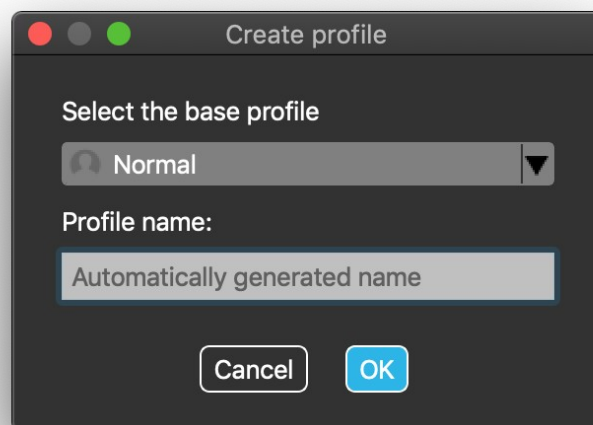 Create profile
Select the base profile
Normal
Profile name:
Automatically generated name
Cancel OK